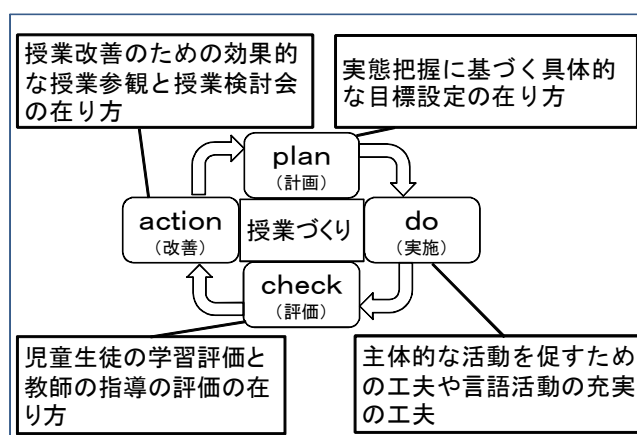 授業改善のための効果的
な授業参観と授業検討会
の在り方
実態把握に基づく具体的
な目標設定の在り方
plan
(計画)
action
(改善)
授業づくり
do
(実施)
check
(評価)
児童生徒の学習評価と
教師の指導の評価の在
り方
主体的な活動を促すため
の工夫や言語活動の充実
の工夫